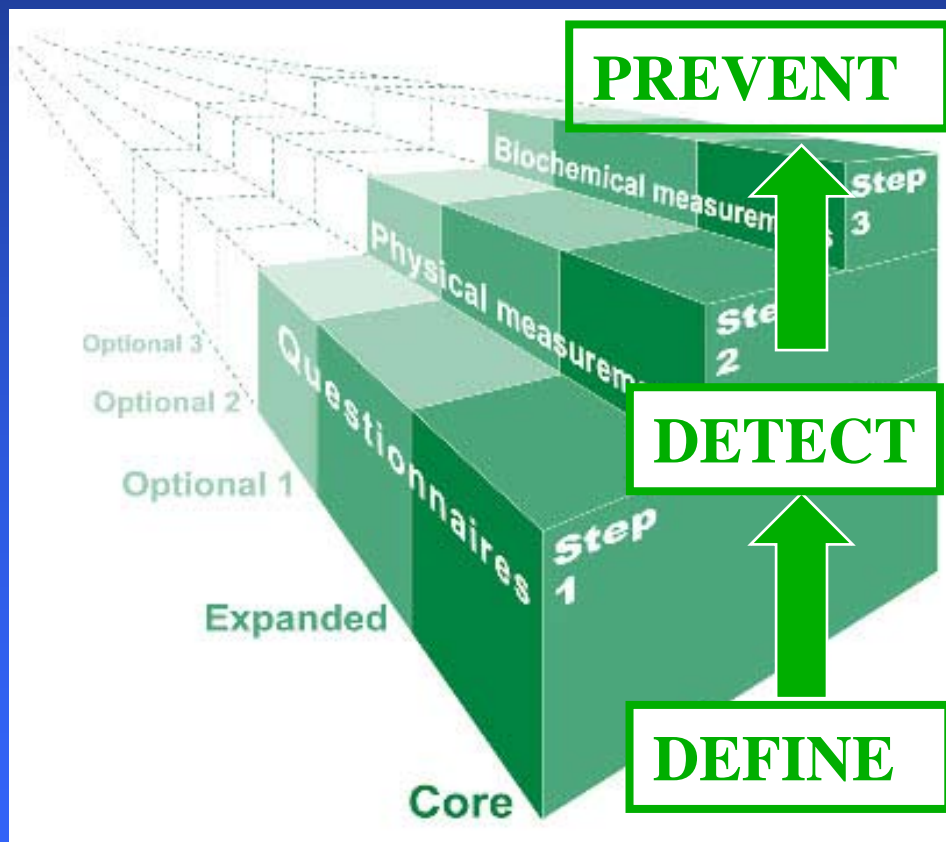 PREVENT
Biochemical measurem s
Step
3
Physical measurem
Step
2
Optional 3
Optional 2
Optional 1
Questionnaires
DETECT
Step
1
Expanded
DEFINE
Core